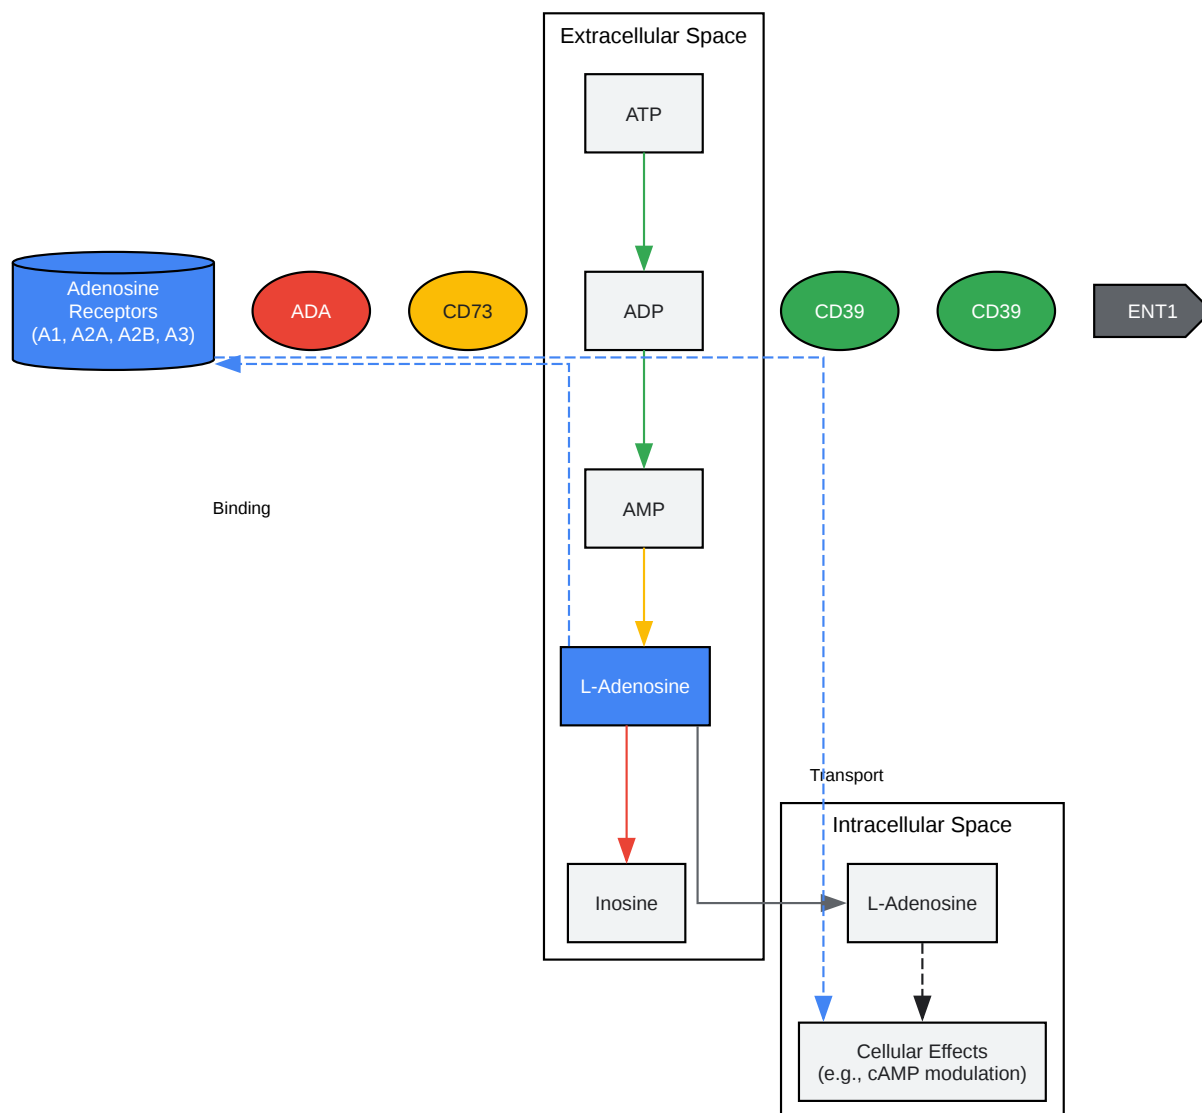 Extracellular Space
ATP
Adenosine
Receptors
(A1, A2A, A2B, A3)
ADA
CD73
ADP
CD39
CD39
ENT1
Binding
AMP
L-Adenosine
Transport
Intracellular Space
Inosine
L-Adenosine
Cellular Effects
(e.g., cAMP modulation)